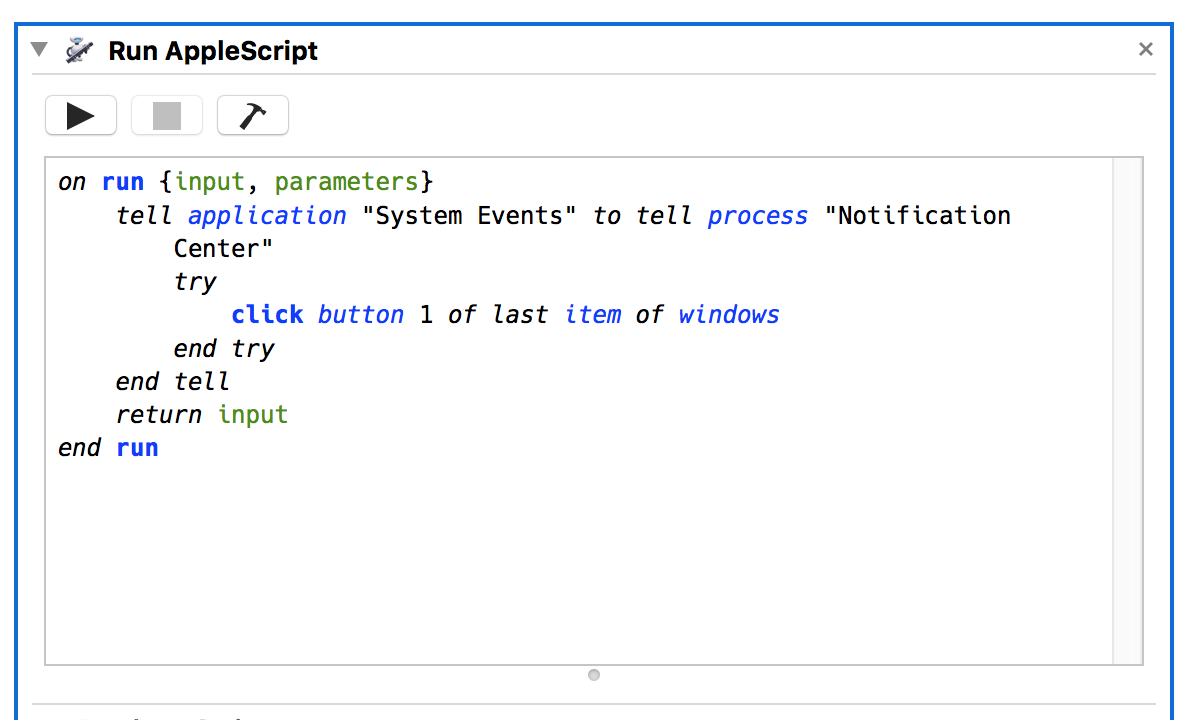 Run AppleScript
on run {input, parameters}
tell application "System Events" to tell process "Notification
Center"
try
click button 1 of last item of windows
end try
end tell
return input
end run